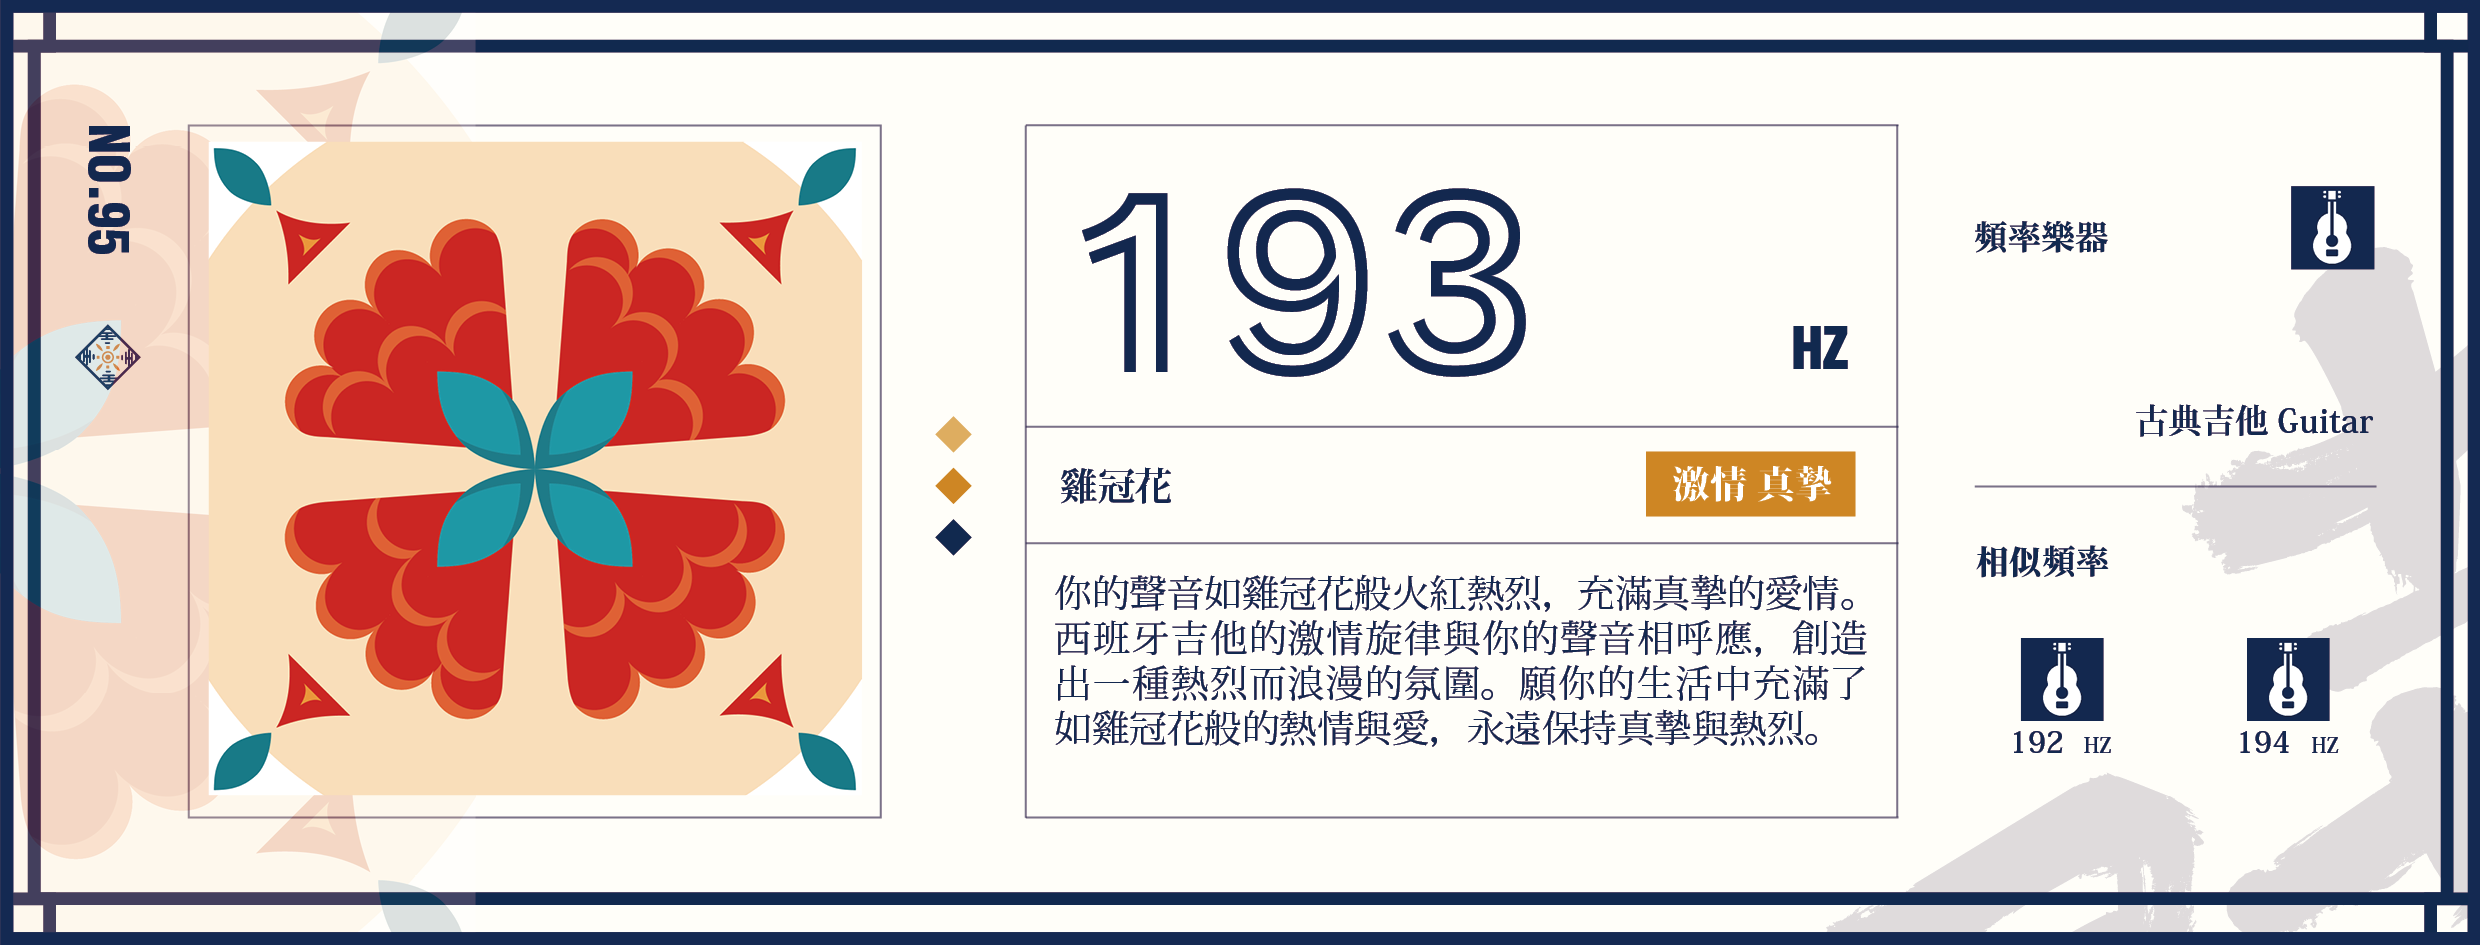 NO.95
193
HZ
雞冠花
激情 真摯
你的聲音如雞冠花般火紅熱烈，充滿真摯的愛情。
西班牙吉他的激情旋律與你的聲音相呼應，創造
出一種熱烈而浪漫的氛圍。願你的生活中充滿了
如雞冠花般的熱情與愛，永遠保持真摯與熱烈。
頻率樂器
古典吉他 Guitar
相似頻率
192 HZ
194 HZ